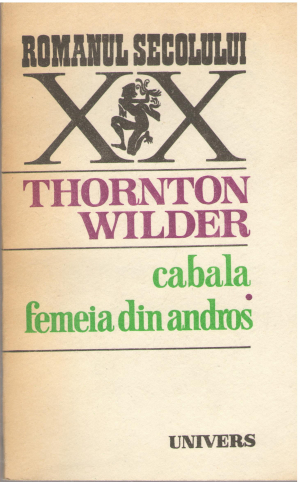 ROMANUL SECOLULUI
XX
THORNTON
WILDER
cabala.
femeia din andros
UNIVERS